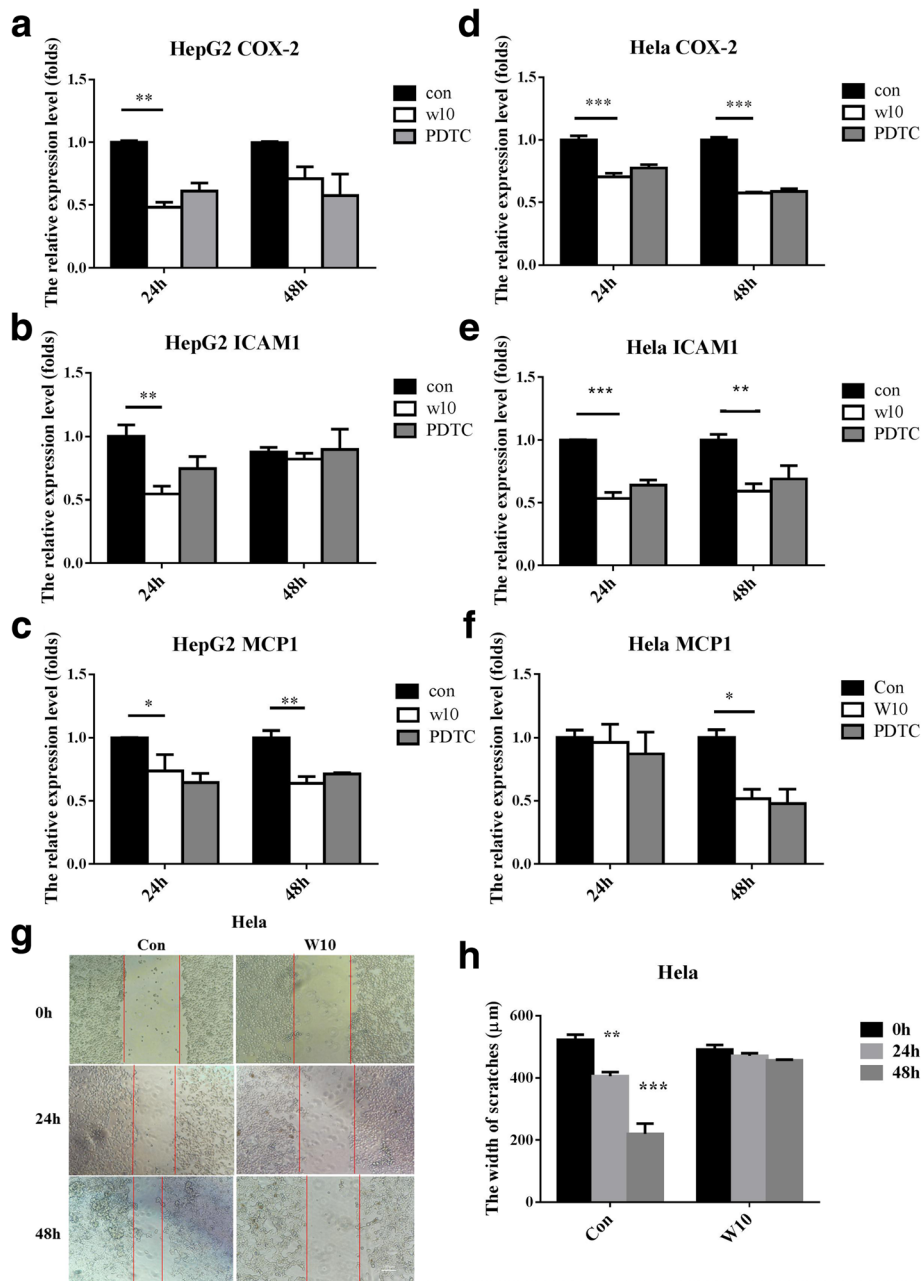 a
HepG2 COX-2
The relative expression level (folds)
1.5
1.0
0.5
0.0
**
24h
48h
con
w10
PDTC
d
Hela COX-2
The relative expression level (folds)
1.5
1.0
0.5
0.0
***
***
24h
48h
con
w10
PDTC
b
HepG2 ICAM1
The relative expression level (folds)
1.5
1.0
0.5
0.0
**
24h
48h
con
w10
PDTC
e
Hela ICAM1
The relative expression level (folds)
1.5
1.0
0.5
0.0
***
**
24h
48h
con
w10
PDTC
c
HepG2 MCP1
The relative expression level (folds)
1.5
1.0
0.5
0.0
*
**
24h
48h
con
w10
PDTC
f
Hela MCP1
The relative expression level (folds)
1.5
1.0
0.5
0.0
*
24h
48h
Con
W10
PDTC
g
Hela
Con W10
0h
24h
48h
h
Hela
The width of scratches (μm)
600
400
200
0
**
***
Con
W10
0h
24h
48h